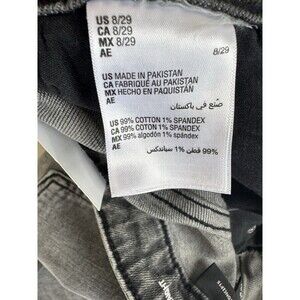 US 8/29
CA 8/29
MX 8/29
AE 8/29
US MADE IN PAKISTAN
CA FABRIQUÉ AU PAKISTAN
MX HECHO EN PAQUISTÁN
AE صنع في باكستان
US 99% COTTON 1% SPANDEX
CA 99% COTON 1% SPANDEX
MX 99% algodón 1% spándex
AE 99% قطن 1% سباندكس